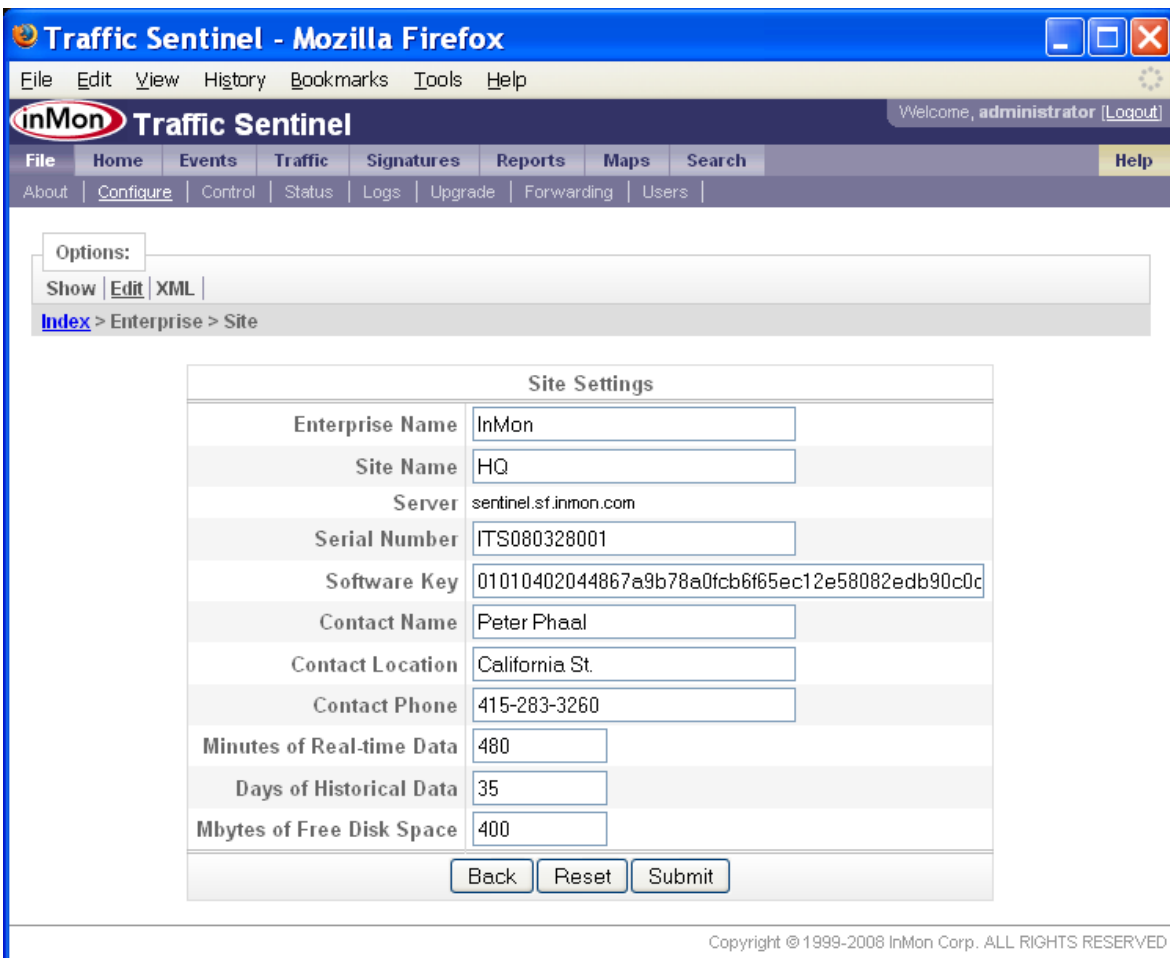 Traffic Sentinel - Mozilla Firefox
File Edit View History Bookmarks Tools Help
inMon Traffic Sentinel
Welcome, administrator [Logout]
File Home Events Traffic Signatures Reports Maps Search Help
About | Configure | Control | Status | Logs | Upgrade | Forwarding | Users |
Options:
Show | Edit | XML |
Index > Enterprise > Site
Site Settings
Enterprise Name InMon
Site Name HQ
Server sentinel.sf.inmon.com
Serial Number ITS080328001
Software Key 01010402044867a9b78a0fcb6f65ec12e58082edb90c0c
Contact Name Peter Phaal
Contact Location California St.
Contact Phone 415-283-3260
Minutes of Real-time Data 480
Days of Historical Data 35
Mbytes of Free Disk Space 400
Back Reset Submit
Copyright © 1999-2008 InMon Corp. ALL RIGHTS RESERVED